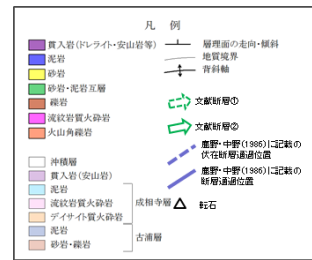 凡 例
貫入岩(ドレライト・安山岩等)
泥岩
砂岩
砂岩・泥岩互層
礫岩
流紋岩質火砕岩
火山角礫岩
層理面の走向・傾斜
地質境界
背斜軸
文献断層①
文献断層②
鹿野・中野(1986)に記載の
伏在断層通過位置
鹿野・中野(1986)に記載の
断層通過位置
転石
沖積層
貫入岩(安山岩)
泥岩
流紋岩質火砕岩
デイサイト質火砕岩
成相寺層
泥岩
砂岩・礫岩
古浦層